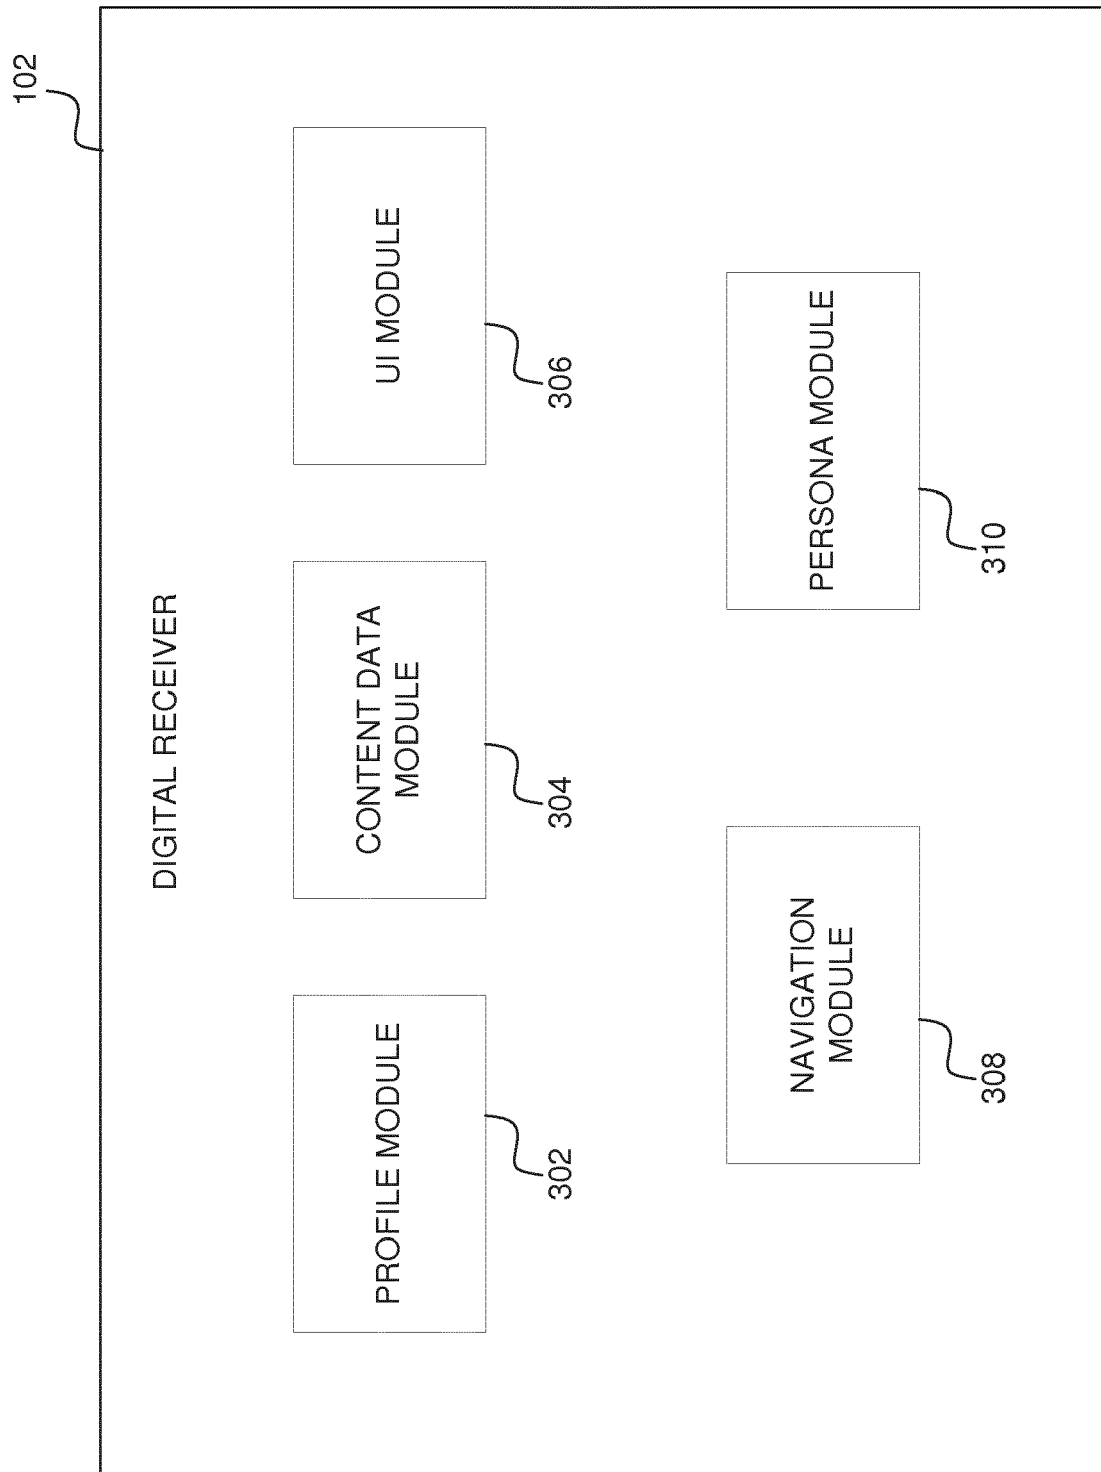 102
DIGITAL RECEIVER
PROFILE MODULE
302
CONTENT DATA
MODULE
304
UI MODULE
306
NAVIGATION
MODULE
308
PERSONA MODULE
310